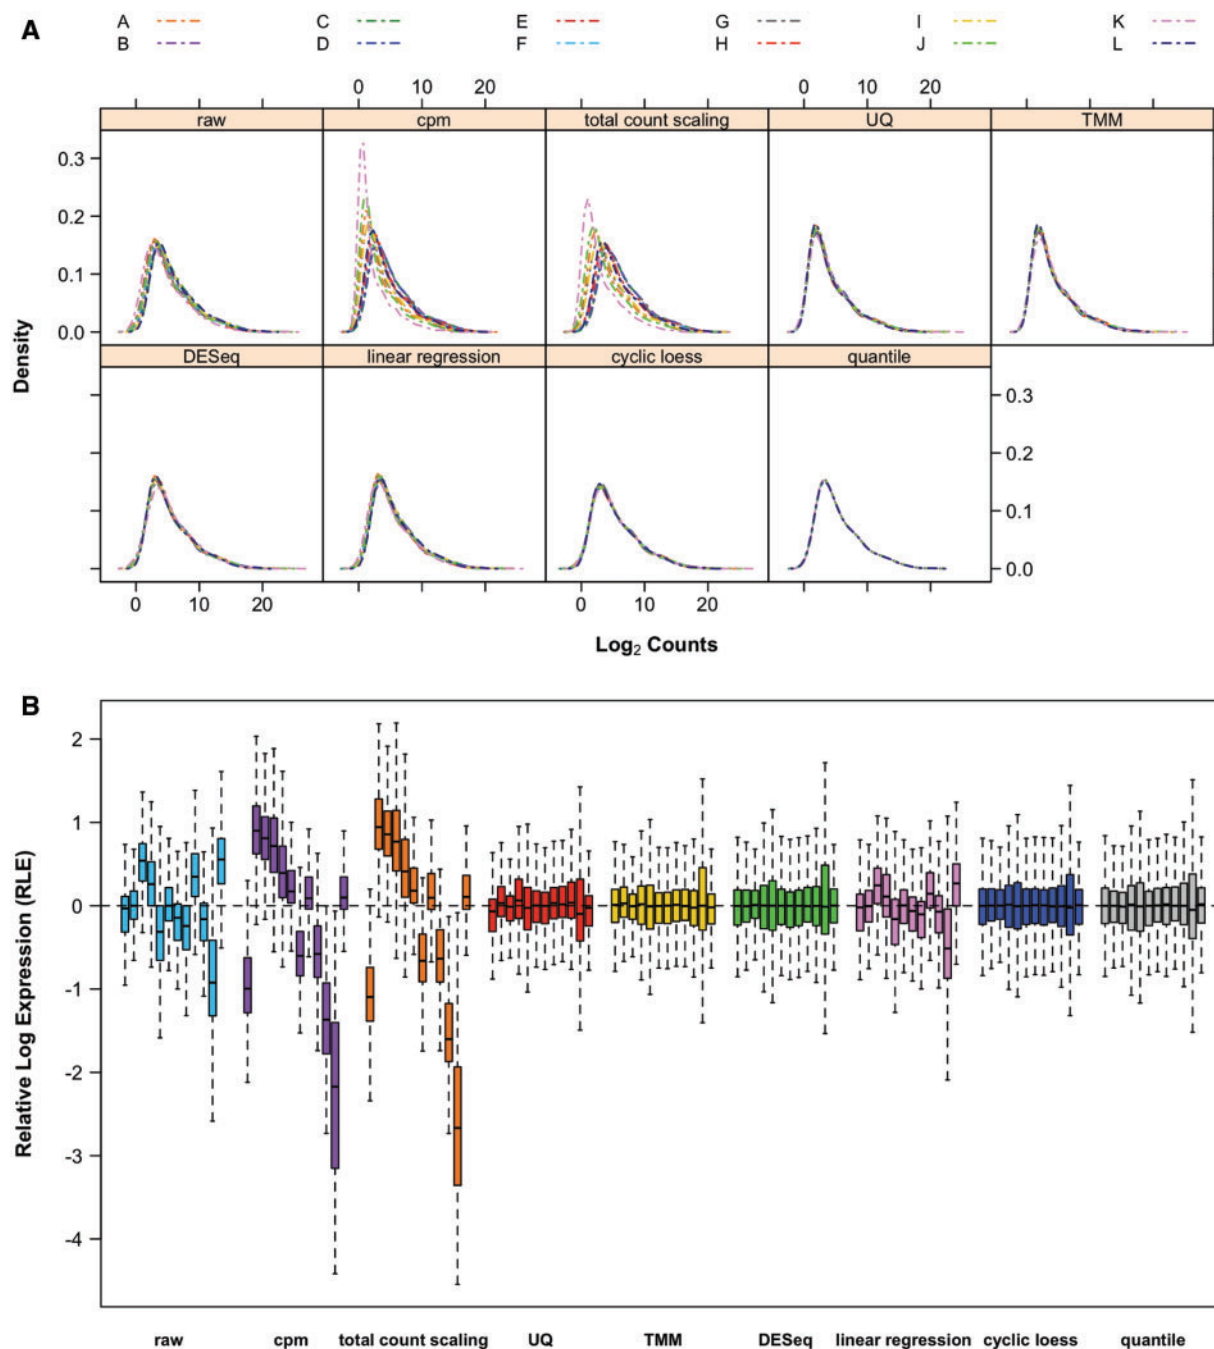 A
A C E G I K
B D F H J L
0 10 20 0 10 20
raw cpm total count scaling UQ TMM
0.3
0.2
0.1
0.0
Density
DESeq linear regression cyclic loess quantile
0.3
0.2
0.1
0.0
0 10 20 0 10 20
Log2 Counts
B
2
1
0
-1
-2
-3
-4
Relative Log Expression (RLE)
raw cpm total count scaling UQ TMM DESeq linear regression cyclic loess quantile